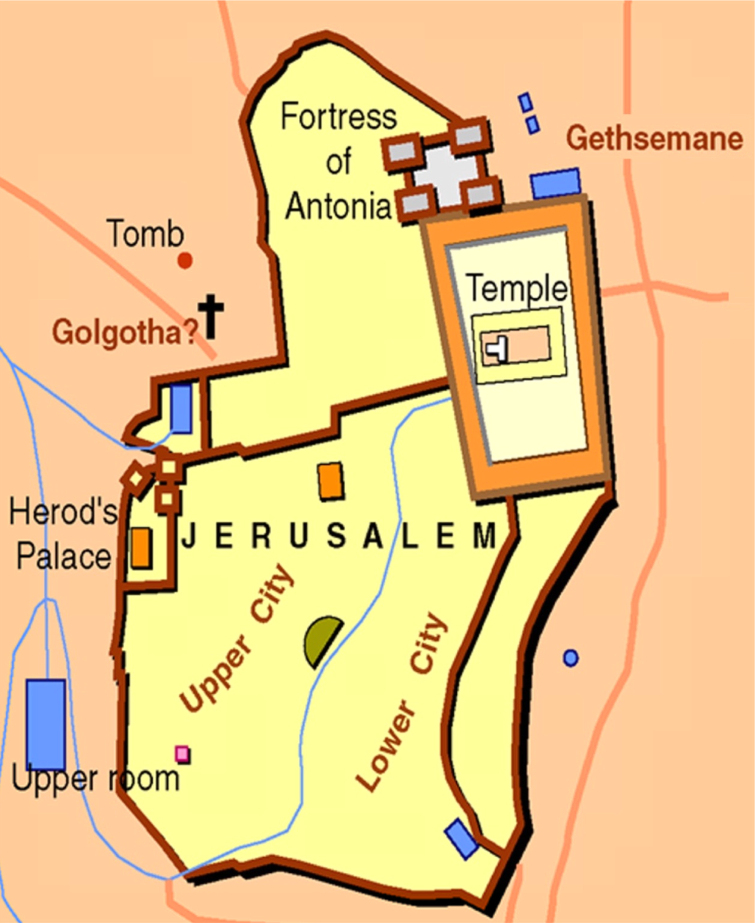 Fortress
of
Antonia
Gethsemane
Tomb
Temple
Golgotha?
Herod's
Palace
JERUSALEM
Upper City
Lower City
Upper room